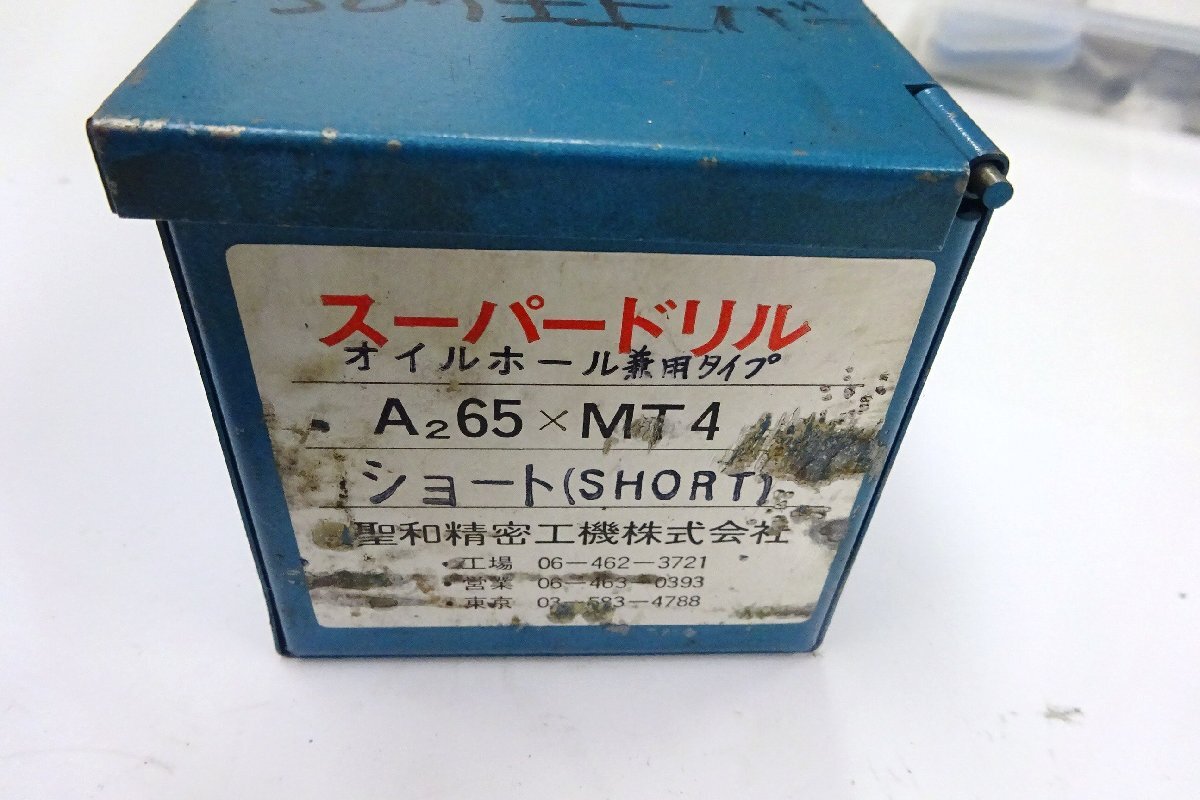 スーパードリル
オイルホール兼用タイプ
A₂65×MT4
ショート(SHORT)
聖和精密工機株式会社
・工場 06-462-3721
・営業 06-463-0393
・東京 03-583-4788